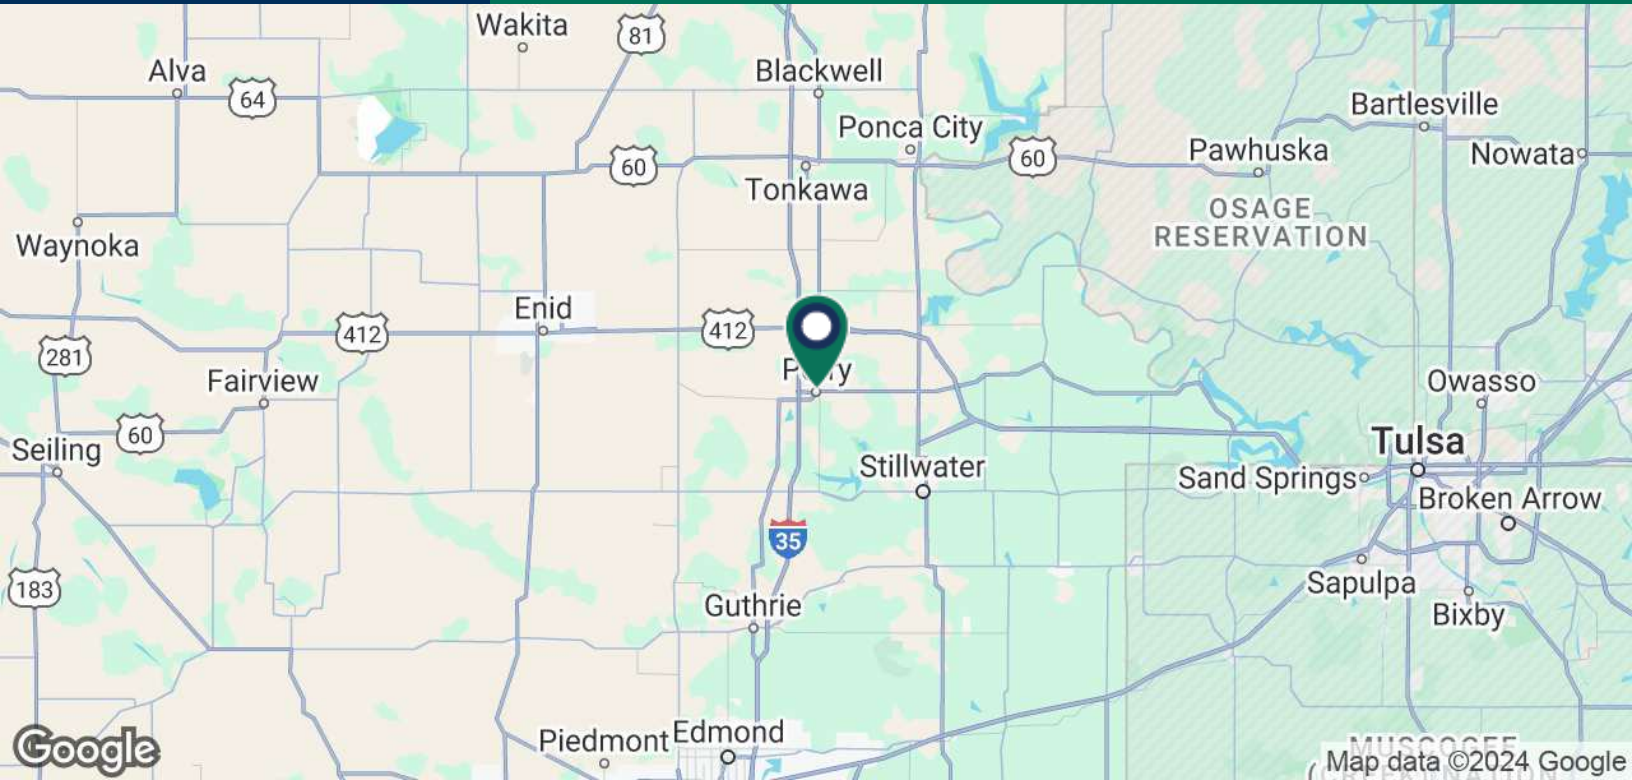 Wakita
81
Alva
64
Blackwell
Bartlesville
Ponca City
60
60
Pawhuska
Nowata
Tonkawa
OSAGE
RESERVATION
Waynoka
Enid
412
412
281
Fairview
Owasso
60
Seiling
Tulsa
Stillwater
Sand Springs
Broken Arrow
35
183
Sapulpa
Guthrie
Bixby
Piedmont
Edmond
Google
MUSCOGEE
Map data ©2024 Google